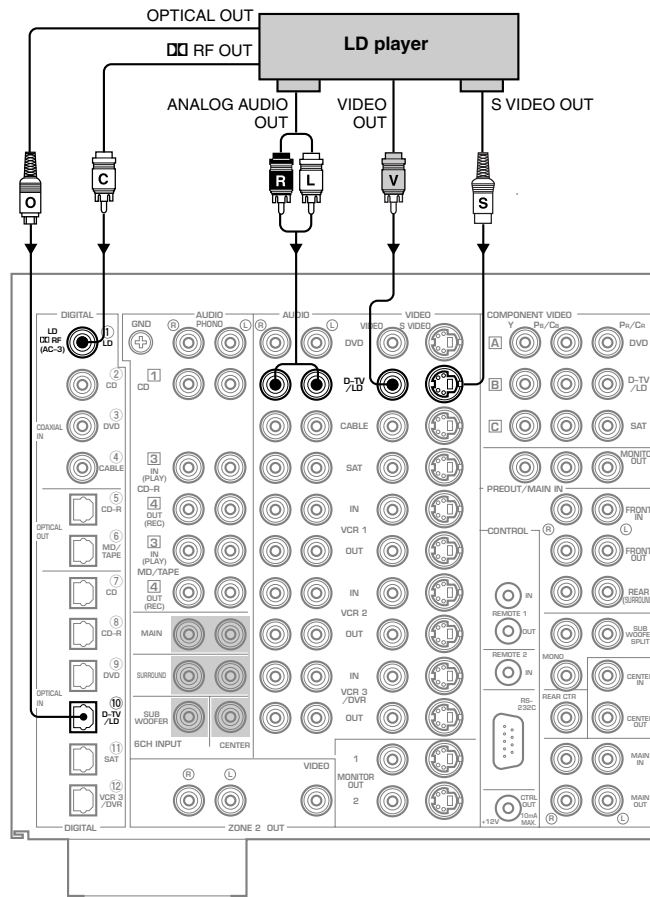 OPTICAL OUT
RF OUT
LD player
ANALOG AUDIO
OUT
VIDEO
OUT
S VIDEO OUT
O
C
R
L
V
S
DIGITAL
LD
RF
(AC-3)
① LD
② CD
COAXIAL
IN
③ DVD
④ CABLE
⑤ CD-R
OPTICAL
OUT
⑥ MD/
TAPE
⑦ CD
⑧ CD-R
⑨ DVD
OPTICAL
IN
⑩ D-TV
/LD
⑪ SAT
⑫ VCR 3
/DVR
DIGITAL
AUDIO
GND
R
PHONO
L
1
CD
3
IN
(PLAY)
CD-R
4
OUT
(REC)
3
IN
(PLAY)
MD/TAPE
4
OUT
(REC)
MAIN
SURROUND
SUB
WOOFER
6CH INPUT
CENTER
AUDIO
R
L
VIDEO
VIDEO
S VIDEO
DVD
D-TV
/LD
CABLE
SAT
IN
VCR 1
OUT
IN
VCR 2
OUT
IN
VCR 3
/DVR
OUT
1
MONITOR
OUT
2
R
L
VIDEO
ZONE 2 OUT
COMPONENT VIDEO
Y
PB/CB
PR/CR
A
DVD
B
D-TV
/LD
C
SAT
MONITOR
OUT
PREOUT/MAIN IN
CONTROL
R
L
FRONT
IN
FRONT
OUT
IN
REMOTE 1
OUT
REAR
(SURROUND)
REMOTE 2
IN
SUB
WOOFER
SPLIT
MONO
CENTER
IN
RS-
232C
REAR CTR
CENTER
OUT
MAIN
IN
CTRL
OUT
+12V
10mA
MAX.
MAIN
OUT
R
L